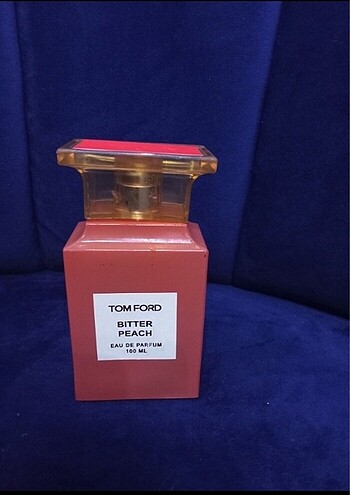 TOM FORD
BITTER
PEACH
EAU DE PARFUM
100 ML